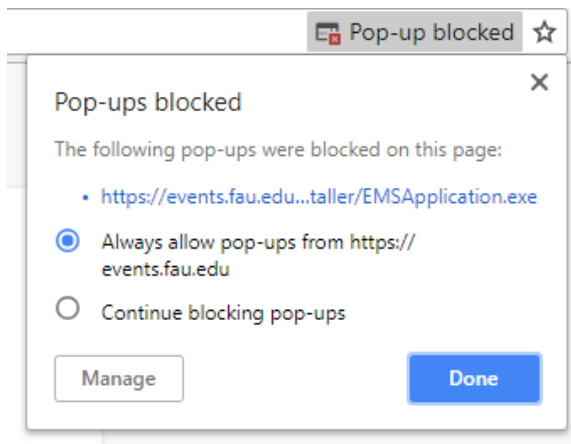 Pop-up blocked
Pop-ups blocked
The following pop-ups were blocked on this page:
• https://events.fau.edu...taller/EMSApplication.exe
Always allow pop-ups from https://
events.fau.edu
Continue blocking pop-ups
Manage
Done